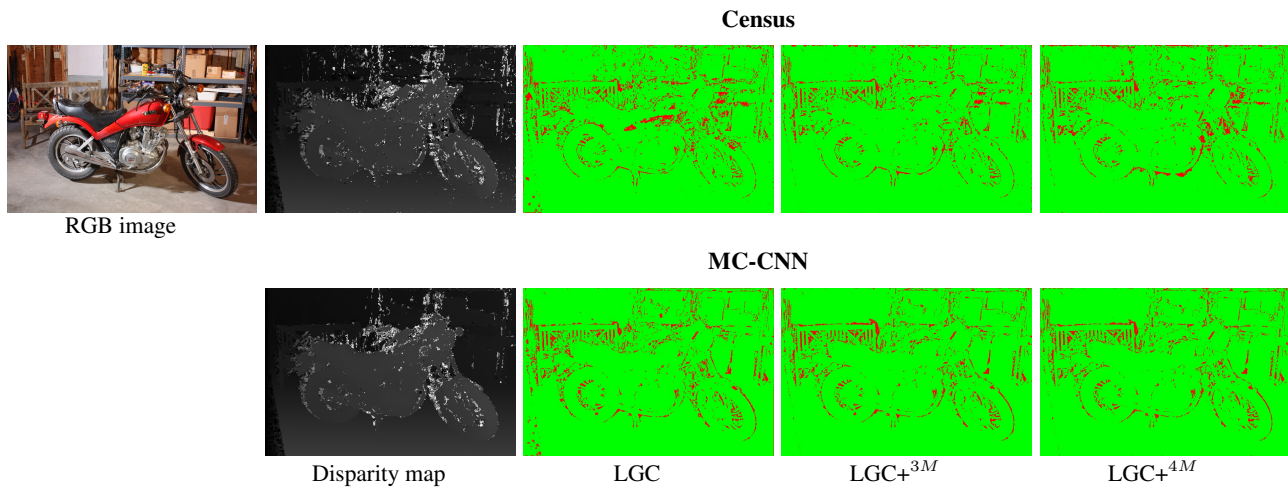 Census
RGB image
MC-CNN
Disparity map
LGC
LGC+3M
LGC+4M